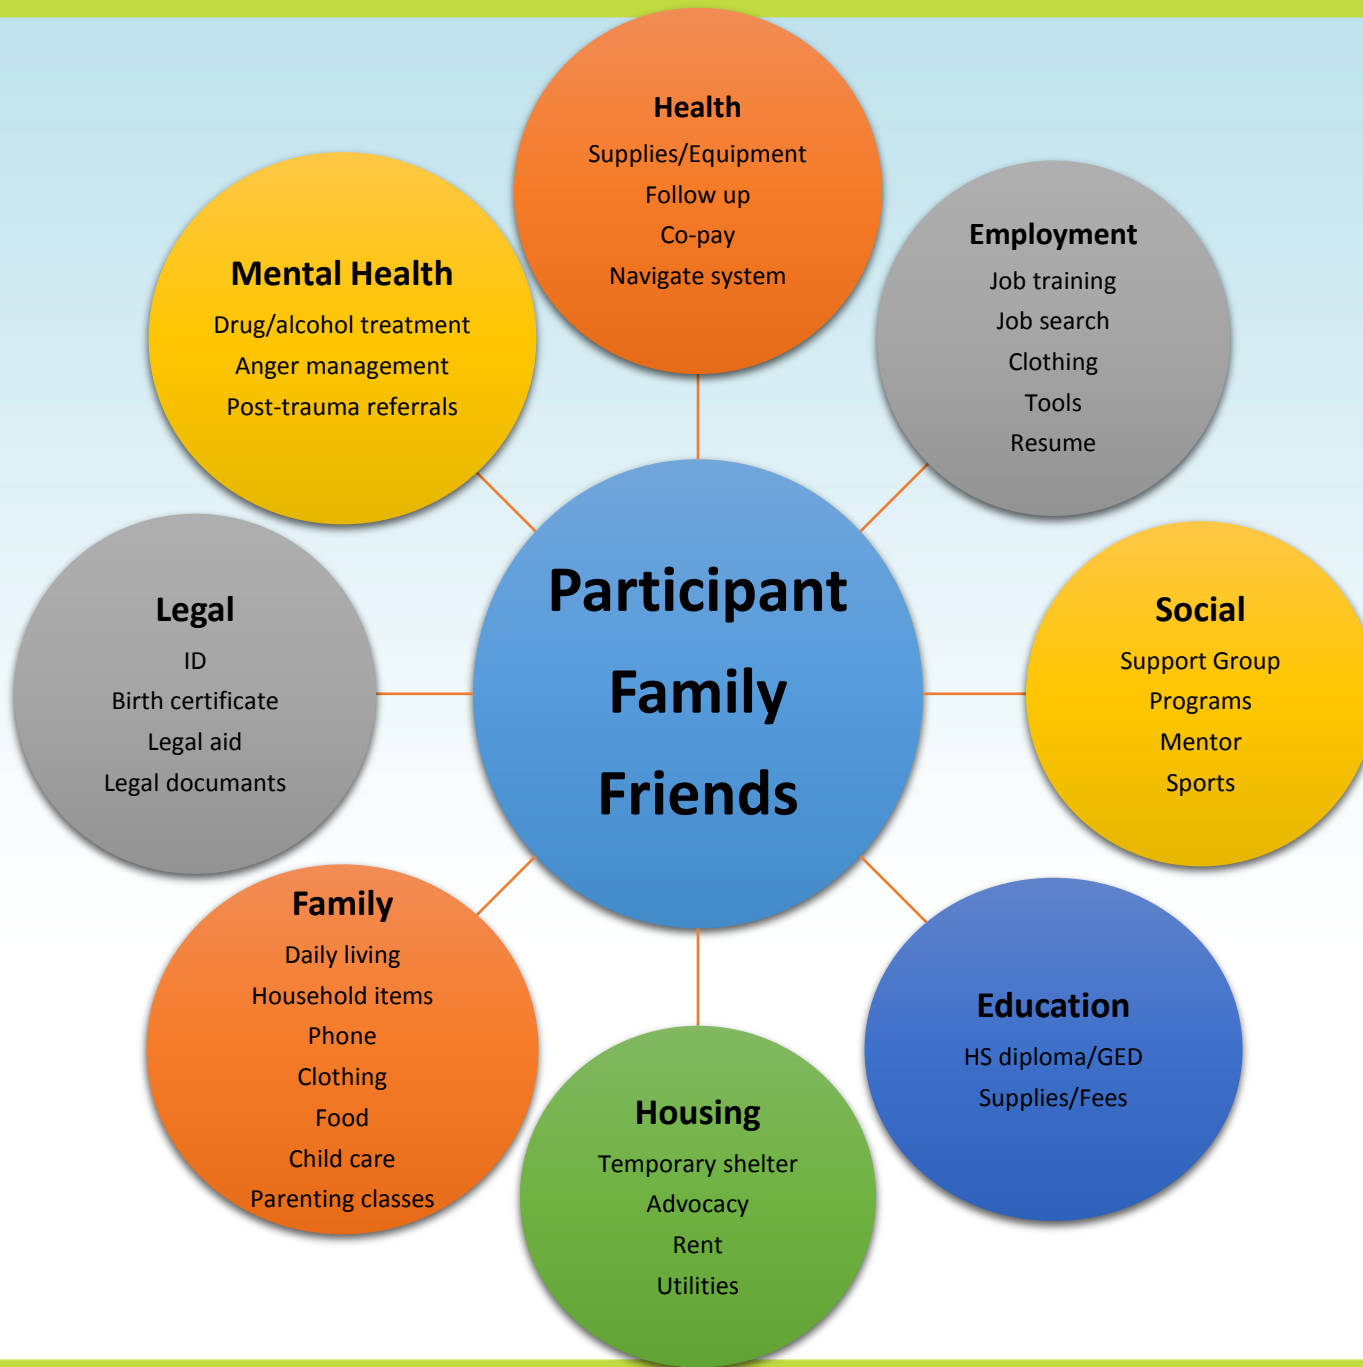 Health
Supplies/Equipment
Follow up
Co-pay
Navigate system
Employment
Job training
Job search
Clothing
Tools
Resume
Social
Support Group
Programs
Mentor
Sports
Education
HS diploma/GED
Supplies/Fees
Housing
Temporary shelter
Advocacy
Rent
Utilities
Family
Daily living
Household items
Phone
Clothing
Food
Child care
Parenting classes
Legal
ID
Birth certificate
Legal aid
Legal documants
Mental Health
Drug/alcohol treatment
Anger management
Post-trauma referrals
Participant
Family
Friends